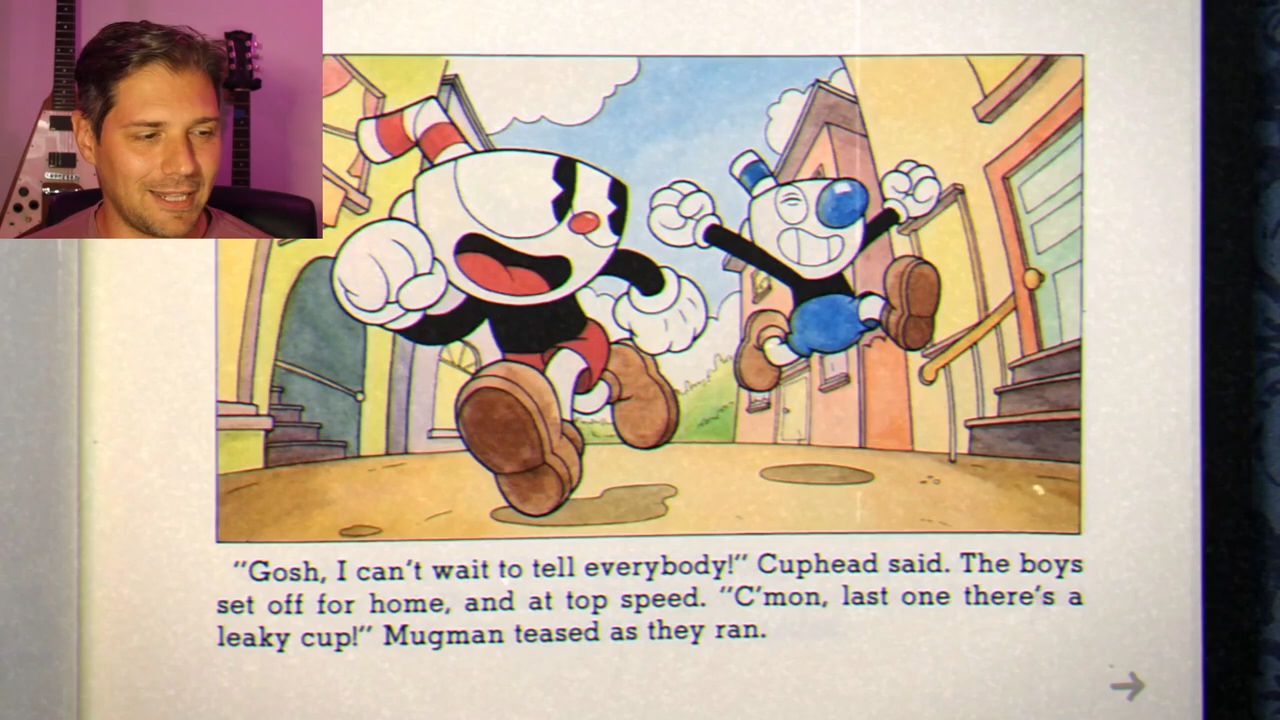 “Gosh, I can’t wait to tell everybody!” Cuphead said. The boys
set off for home, and at top speed. “C’mon, last one there’s a
leaky cup!” Mugman teased as they ran.